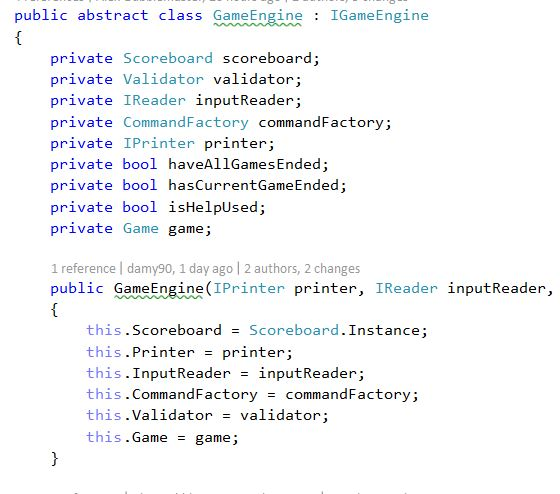 public abstract class GameEngine : IGameEngine
{
private Scoreboard scoreboard;
private Validator validator;
private IReader inputReader;
private CommandFactory commandFactory;
private IPrinter printer;
private bool haveAllGamesEnded;
private bool hasCurrentGameEnded;
private bool isHelpUsed;
private Game game;
1 reference | damy90, 1 day ago | 2 authors, 2 changes
public GameEngine(IPrinter printer, IReader inputReader,
{
this.Scoreboard = Scoreboard.Instance;
this.Printer = printer;
this.InputReader = inputReader;
this.CommandFactory = commandFactory;
this.Validator = validator;
this.Game = game;
}